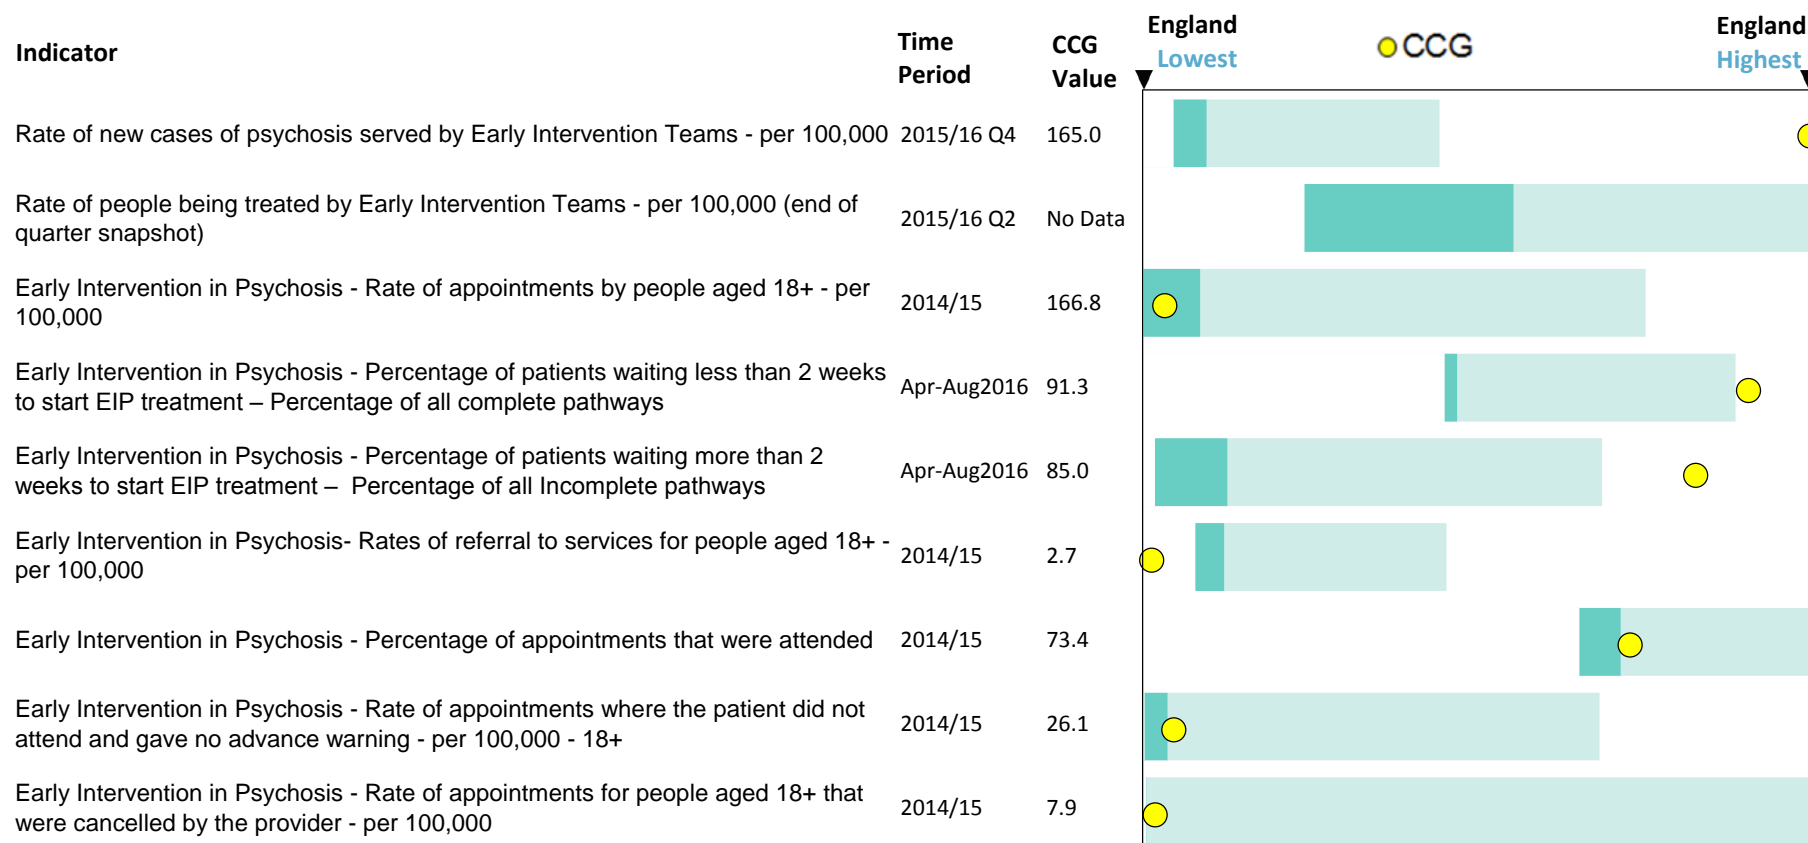 Indicator
Time
Period
CCG
Value
England
Lowest
CCG
England
Highest
Rate of new cases of psychosis served by Early Intervention Teams - per 100,000 2015/16 Q4 165.0
Rate of people being treated by Early Intervention Teams - per 100,000 (end of
quarter snapshot)
2015/16 Q2 No Data
Early Intervention in Psychosis - Rate of appointments by people aged 18+ - per
100,000
2014/15 166.8
Early Intervention in Psychosis - Percentage of patients waiting less than 2 weeks
to start EIP treatment – Percentage of all complete pathways
Apr-Aug2016 91.3
Early Intervention in Psychosis - Percentage of patients waiting more than 2
weeks to start EIP treatment – Percentage of all Incomplete pathways
Apr-Aug2016 85.0
Early Intervention in Psychosis- Rates of referral to services for people aged 18+ -
per 100,000
2014/15 2.7
Early Intervention in Psychosis - Percentage of appointments that were attended 2014/15 73.4
Early Intervention in Psychosis - Rate of appointments where the patient did not
attend and gave no advance warning - per 100,000 - 18+
2014/15 26.1
Early Intervention in Psychosis - Rate of appointments for people aged 18+ that
were cancelled by the provider - per 100,000
2014/15 7.9